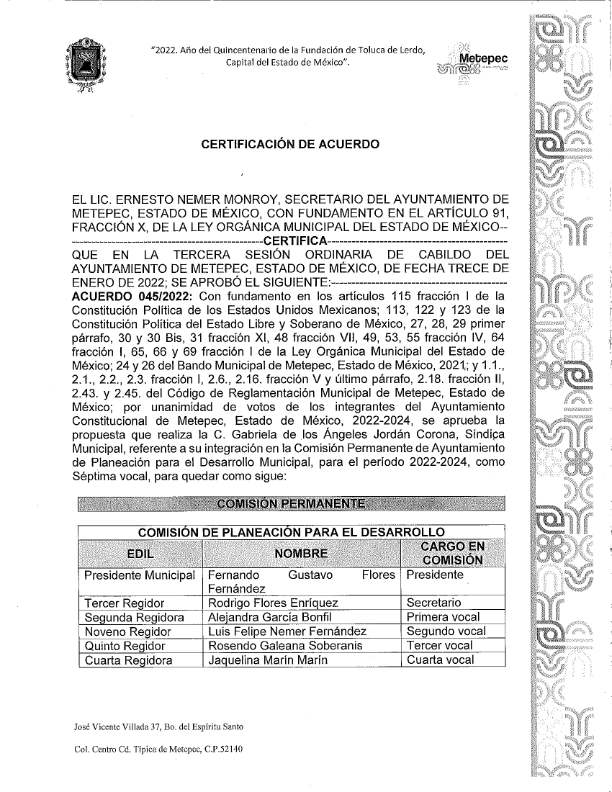 "2022. Año del Quincentenario de la Fundación de Toluca de Lerdo,
Capital del Estado de México".
Metepec
CERTIFICACIÓN DE ACUERDO
EL LIC. ERNESTO NEMER MONROY, SECRETARIO DEL AYUNTAMIENTO DE
METEPEC, ESTADO DE MÉXICO, CON FUNDAMENTO EN EL ARTÍCULO 91,
FRACCIÓN X, DE LA LEY ORGÁNICA MUNICIPAL DEL ESTADO DE MÉXICO--
----------------------------------------CERTIFICA----------------------------------------
QUE EN LA TERCERA SESIÓN ORDINARIA DE CABILDO DEL
AYUNTAMIENTO DE METEPEC, ESTADO DE MÉXICO, DE FECHA TRECE DE
ENERO DE 2022; SE APROBÓ EL SIGUIENTE:----------------------------------------
ACUERDO 045/2022: Con fundamento en los artículos 115 fracción I de la
Constitución Política de los Estados Unidos Mexicanos; 113, 122 y 123 de la
Constitución Política del Estado Libre y Soberano de México, 27, 28, 29 primer
párrafo, 30 y 30 Bis, 31 fracción XI, 48 fracción VII, 49, 53, 55 fracción IV, 64
fracción I, 65, 66 y 69 fracción I de la Ley Orgánica Municipal del Estado de
México; 24 y 26 del Bando Municipal de Metepec, Estado de México, 2021; y 1.1.,
2.1., 2.2., 2.3. fracción I, 2.6., 2.16. fracción V y último párrafo, 2.18. fracción II,
2.43. y 2.45. del Código de Reglamentación Municipal de Metepec, Estado de
México; por unanimidad de votos de los integrantes del Ayuntamiento
Constitucional de Metepec, Estado de México, 2022-2024, se aprueba la
propuesta que realiza la C. Gabriela de los Ángeles Jordán Corona, Síndica
Municipal, referente a su integración en la Comisión Permanente de Ayuntamiento
de Planeación para el Desarrollo Municipal, para el período 2022-2024, como
Séptima vocal, para quedar como sigue:
COMISIÓN PERMANENTE
COMISIÓN DE PLANEACIÓN PARA EL DESARROLLO
EDIL NOMBRE CARGO EN COMISIÓN
Presidente Municipal Fernando Gustavo Flores Fernández Presidente
Tercer Regidor Rodrigo Flores Enríquez Secretario
Segunda Regidora Alejandra García Bonfil Primera vocal
Noveno Regidor Luis Felipe Nemer Fernández Segundo vocal
Quinto Regidor Rosendo Galeana Soberanis Tercer vocal
Cuarta Regidora Jaquelina Marín Marín Cuarta vocal
José Vicente Villada 37, Bo. del Espíritu Santo
Col. Centro Cd. Típica de Metepec, C.P.52140